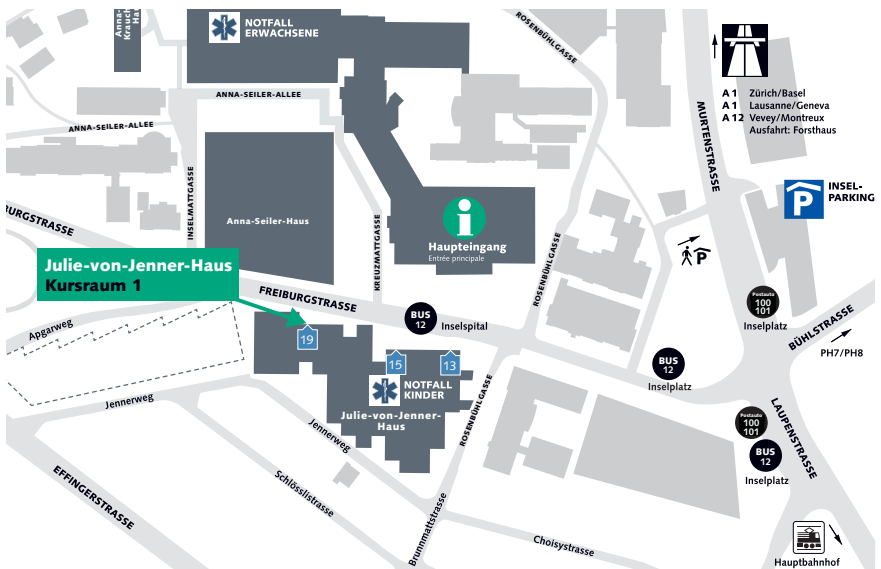 Anna-
Krauch
Haus
NOTFALL
ERWACHSENE
ROSENBÜHLGASSE
A 1 Zürich/Basel
A 1 Lausanne/Geneva
A 12 Vevey/Montreux
Ausfahrt: Forsthaus
ANNA-SEILER-ALLEE
ANNA-SEILER-ALLEE
MURTENSTRASSE
INSELMATTGASSE
P
INSEL-
PARKING
BURGSTRASSE
Anna-Seiler-Haus
KREUZMATTGASSE
i
Haupteingang
Entrée principale
ROSENBÜHLGASSE
P
Julie-von-Jenner-Haus
Kursraum 1
FREIBURGSTRASSE
BUS
12
Inselspital
Postauto
100
101
Inselplatz
BÜHLSTRASSE
PH7/PH8
Apgarweg
19
15
13
NOTFALL
KINDER
Julie-von-Jenner-
Haus
BUS
12
Inselplatz
Jennerweg
Jennerweg
ROSENBÜHLGASSE
LAUPENSTRASSE
Postauto
100
101
BUS
12
Inselplatz
EFFINGERSTRASSE
Schlösslistrasse
Brunnmattstrasse
Choisystrasse
Hauptbahnhof